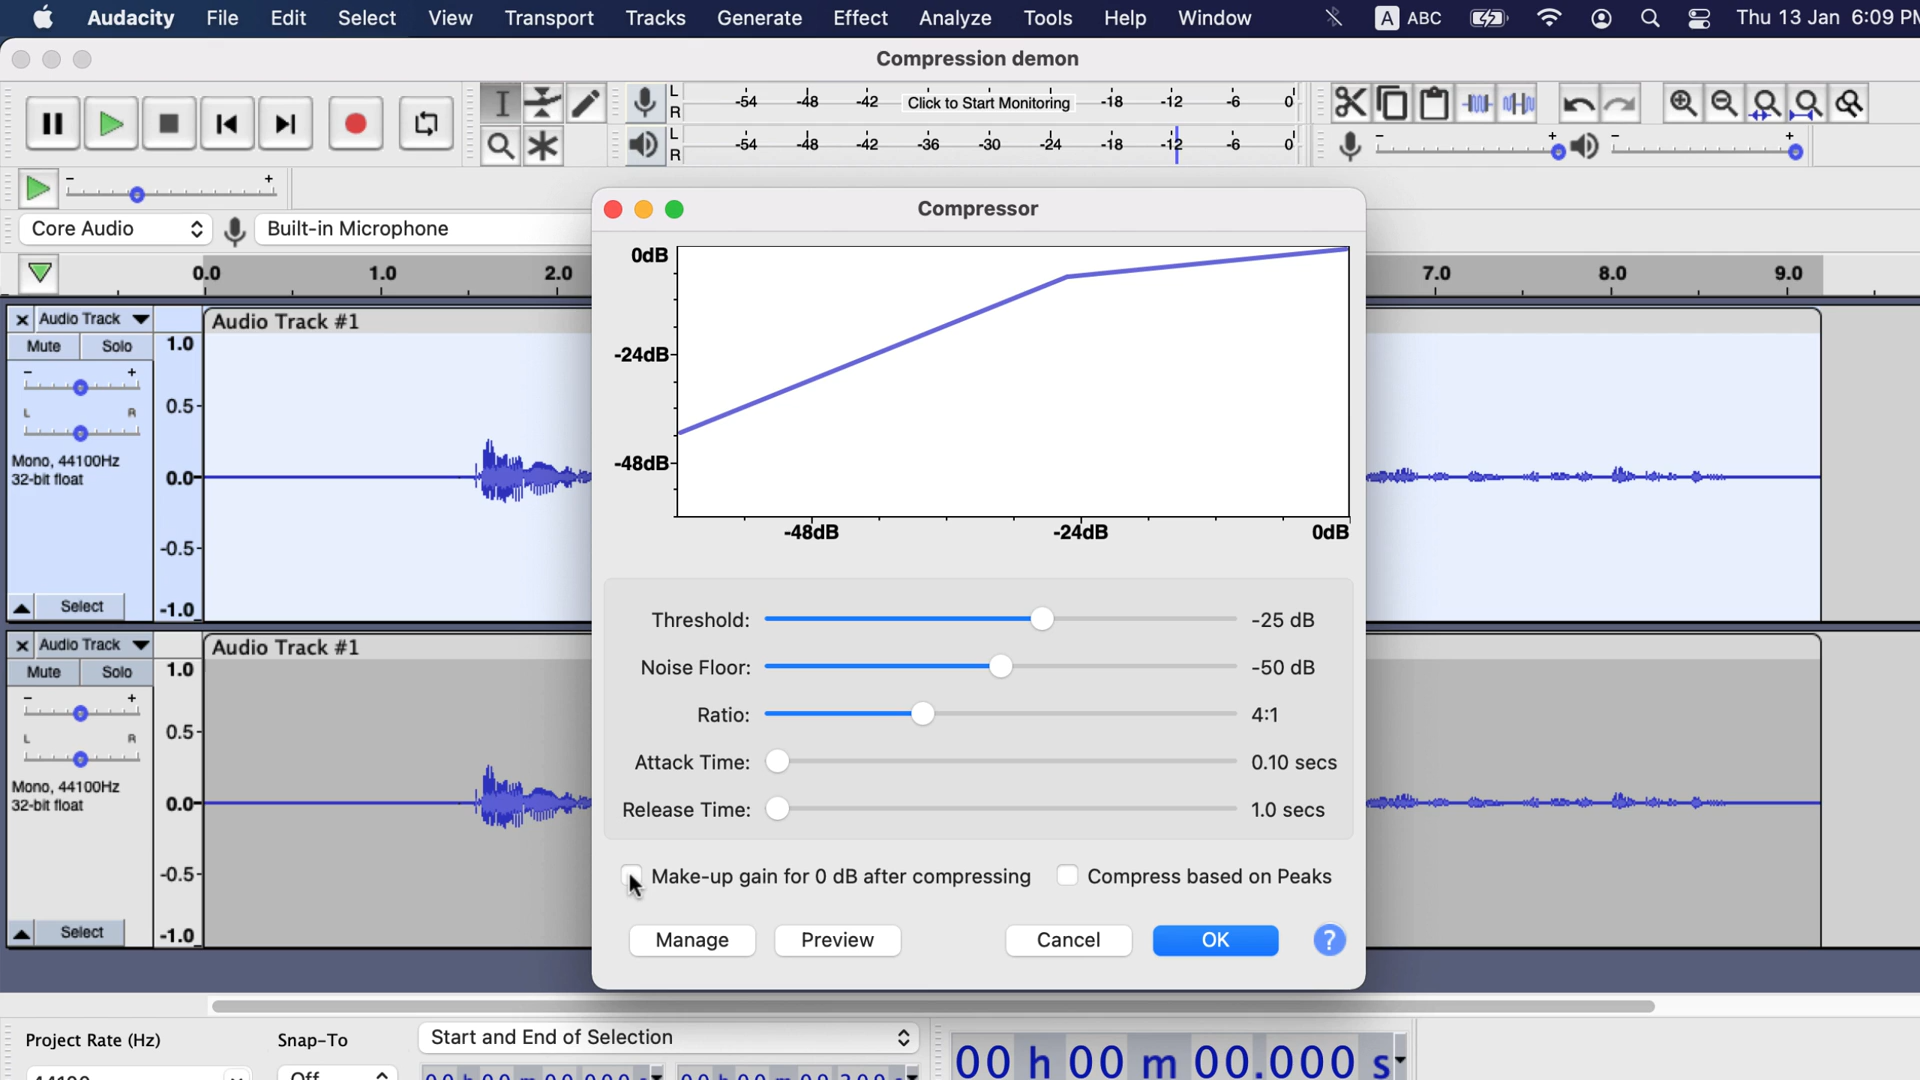 Audacity File Edit Select View Transport Tracks Generate Effect Analyze Tools Help Window A ABC Thu 13 Jan 6:09
Compression demon
L -54 -48 -42 Click to Start Monitoring -18 -12 -6 0
R
L -54 -48 -42 -36 -30 -24 -18 -12 -6 0
R
- +
- +
- +
Core Audio Built-in Microphone
0.0 1.0 2.0 7.0 8.0 9.0
Compressor
0dB
-24dB
-48dB
-48dB -24dB 0dB
Threshold: -25 dB
Noise Floor: -50 dB
Ratio: 4:1
Attack Time: 0.10 secs
Release Time: 1.0 secs
Make-up gain for 0 dB after compressing Compress based on Peaks
Manage Preview Cancel OK ?
Audio Track
Audio Track #1
Mute Solo
1.0
- +
0.5
L R
Mono, 44100Hz
32-bit float
0.0
-0.5
Select
-1.0
Audio Track
Audio Track #1
Mute Solo
1.0
- +
0.5
L R
Mono, 44100Hz
32-bit float
0.0
-0.5
Select
-1.0
Project Rate (Hz) Snap-To Start and End of Selection
00 h 00 m 00.000 s
Off